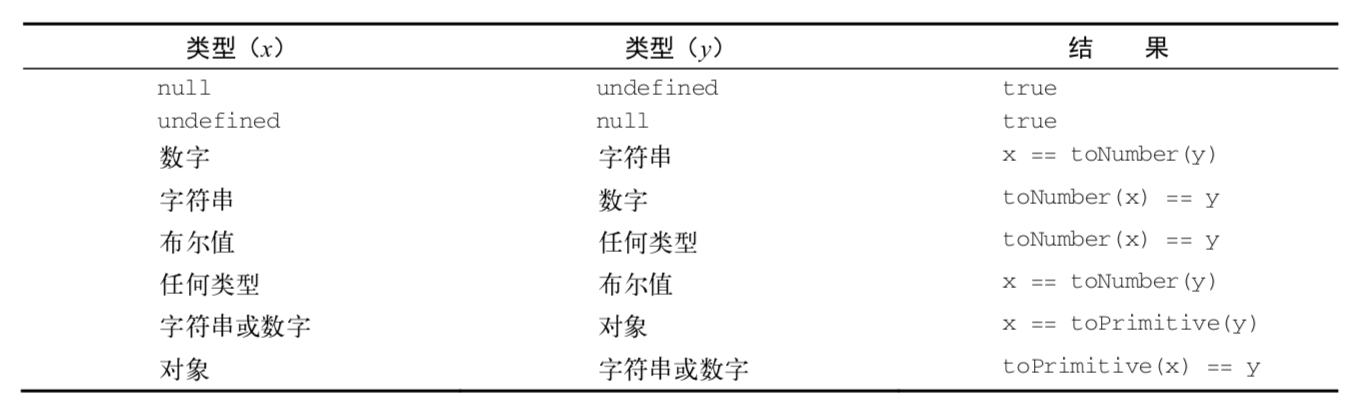 类型（x） 类型（y） 结 果
null undefined true
undefined null true
数字 字符串 x == toNumber(y)
字符串 数字 toNumber(x) == y
布尔值 任何类型 toNumber(x) == y
任何类型 布尔值 x == toNumber(y)
字符串或数字 对象 x == toPrimitive(y)
对象 字符串或数字 toPrimitive(x) == y